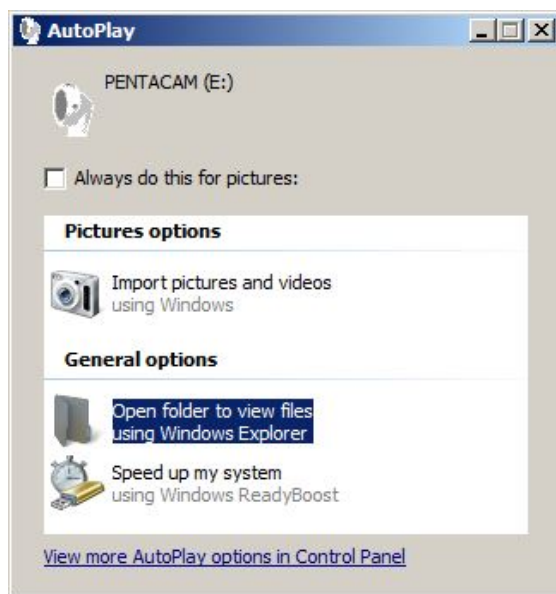 AutoPlay
PENTACAM (E:)
Always do this for pictures:
Pictures options
Import pictures and videos
using Windows
General options
Open folder to view files
using Windows Explorer
Speed up my system
using Windows ReadyBoost
View more AutoPlay options in Control Panel